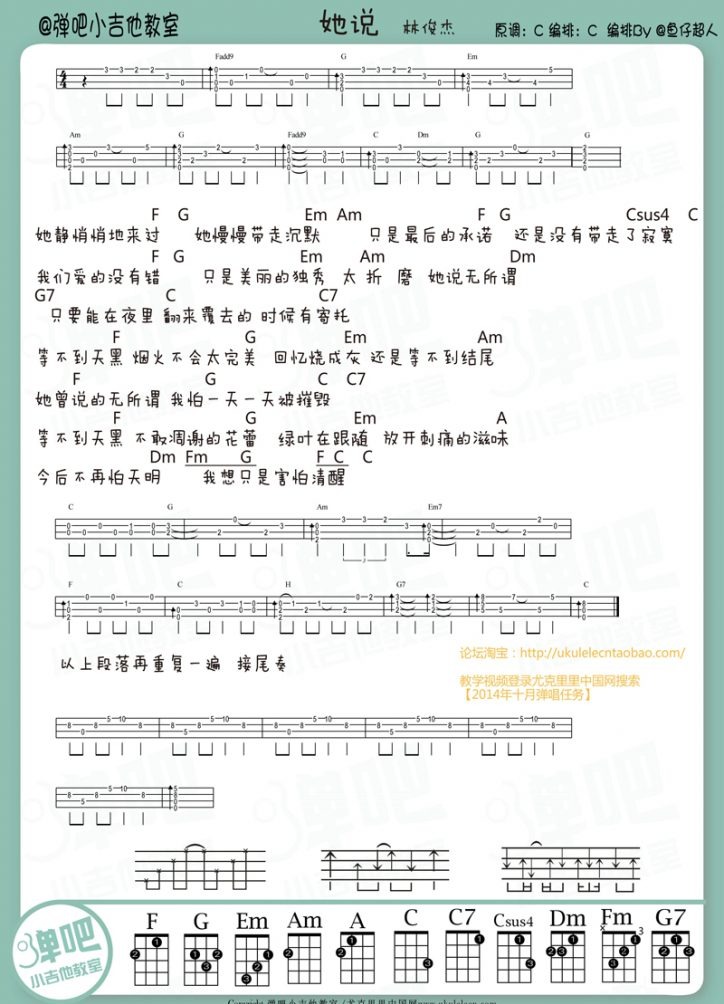 @弹吧小吉他教室 她说 林俊杰 原调：C 编排：C 编排By @鱼仔超人
Fadd9 G Em
Am G Fadd9 C Dm G G
F G Em Am F G Csus4 C
她静悄悄地来过 她慢慢带走沉默 只是最后的承诺 还是没有带走了寂寞
F G Em Am Dm
我们爱的没有错 只是美丽的独秀 太 折 磨 她说无所谓
G7 C C7
只要能在夜里 翻来覆去的 时候有寄托
F G Em Am
等不到天黑 烟火不会太完美 回忆烧成灰 还是等不到结尾
F G C C7
她曾说的无所谓 我怕一天一天被摧毁
F G Em A
等不到天黑 不敢凋谢的花蕾 绿叶在跟随 放开刺痛的滋味
Dm Fm G F C C
今后不再怕天明 我想只是害怕清醒
C G Am Em7
F C H G7 C
以上段落再重复一遍 接尾奏
论坛淘宝：http://ukulelecntaobao.com/
教学视频登录尤克里里中国网搜索
【2014年十月弹唱任务】
弹吧
小吉他教室
F G Em Am A C C7 Csus4 Dm Fm G7
Copyright 弹吧小吉他教室 /尤克里里中国网www.ukulelecn